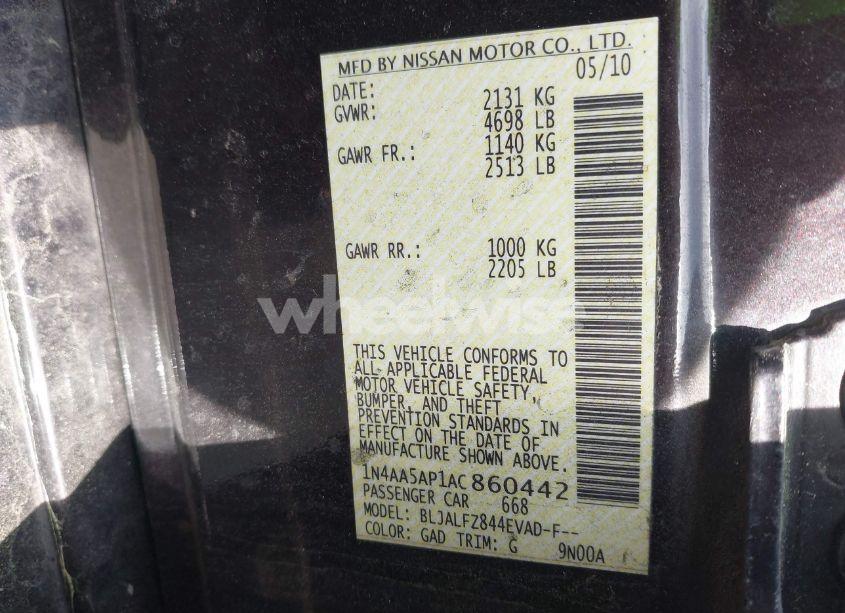 MFD BY NISSAN MOTOR CO., LTD.
DATE: 05/10
GVWR: 2131 KG
4698 LB
GAWR FR.: 1140 KG
2513 LB
GAWR RR.: 1000 KG
2205 LB
wheelwise
THIS VEHICLE CONFORMS TO
ALL APPLICABLE FEDERAL
MOTOR VEHICLE SAFETY,
BUMPER, AND THEFT
PREVENTION STANDARDS IN
EFFECT ON THE DATE OF
MANUFACTURE SHOWN ABOVE.
1N4AA5AP1AC860442
PASSENGER CAR 668
MODEL: BLJALFZ844EVAD-F--
COLOR: GAD TRIM: G 9N00A